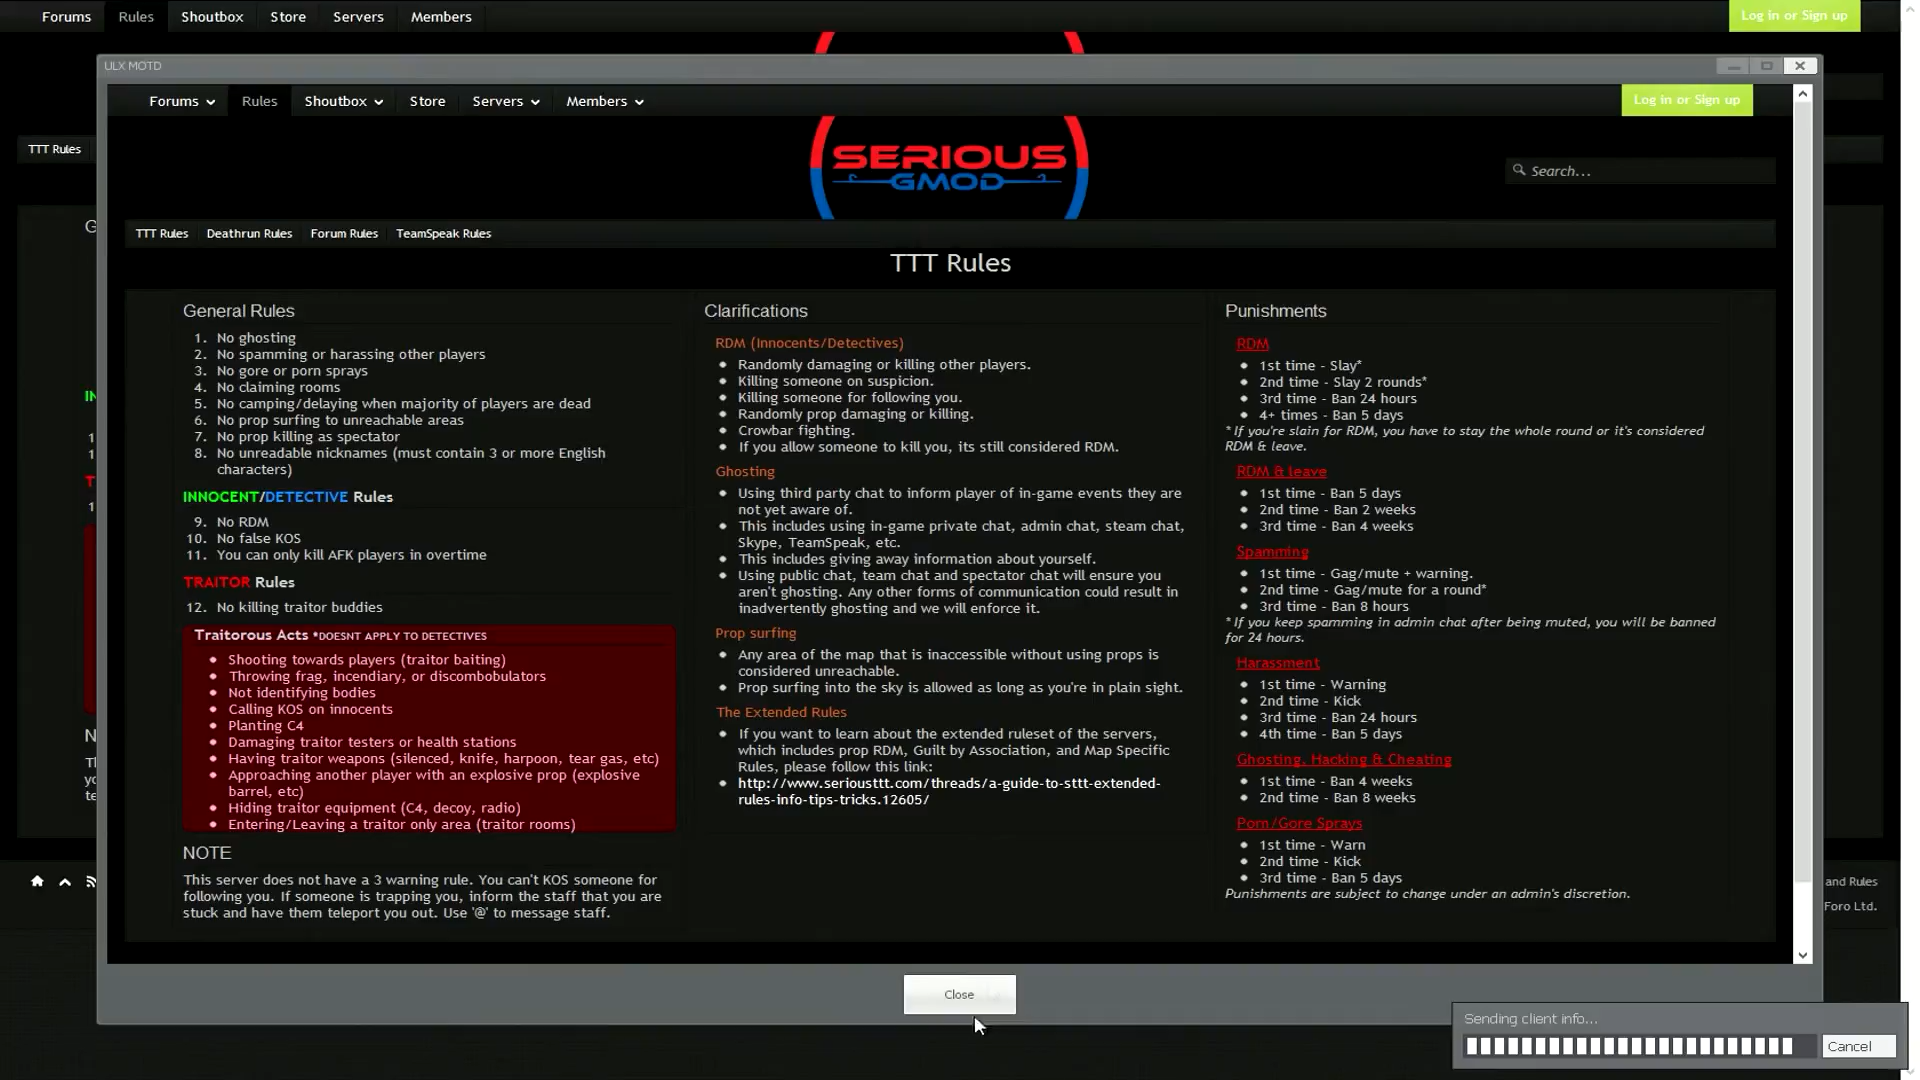 Forums Rules Shoutbox Store Servers Members Log in or Sign up
ULX MOTD
Forums Rules Shoutbox Store Servers Members Log in or Sign up
SERIOUS
GMOD
Search...
TTT Rules
TTT Rules Deathrun Rules Forum Rules TeamSpeak Rules
TTT Rules
General Rules
1. No ghosting
2. No spamming or harassing other players
3. No gore or porn sprays
4. No claiming rooms
5. No camping/delaying when majority of players are dead
6. No prop surfing to unreachable areas
7. No prop killing as spectator
8. No unreadable nicknames (must contain 3 or more English
characters)
INNOCENT/DETECTIVE Rules
9. No RDM
10. No false KOS
11. You can only kill AFK players in overtime
TRAITOR Rules
12. No killing traitor buddies
Traitorous Acts *DOESNT APPLY TO DETECTIVES
Shooting towards players (traitor baiting)
Throwing frag, incendiary, or discombobulators
Not identifying bodies
Calling KOS on innocents
Planting C4
Damaging traitor testers or health stations
Having traitor weapons (silenced, knife, harpoon, tear gas, etc)
Approaching another player with an explosive prop (explosive
barrel, etc)
Hiding traitor equipment (C4, decoy, radio)
Entering/Leaving a traitor only area (traitor rooms)
NOTE
This server does not have a 3 warning rule. You can't KOS someone for
following you. If someone is trapping you, inform the staff that you are
stuck and have them teleport you out. Use '@' to message staff.
Clarifications
RDM (Innocents/Detectives)
Randomly damaging or killing other players.
Killing someone on suspicion.
Killing someone for following you.
Randomly prop damaging or killing.
Crowbar fighting.
If you allow someone to kill you, its still considered RDM.
Ghosting
Using third party chat to inform player of in-game events they are
not yet aware of.
This includes using in-game private chat, admin chat, steam chat,
Skype, TeamSpeak, etc.
This includes giving away information about yourself.
Using public chat, team chat and spectator chat will ensure you
aren't ghosting. Any other forms of communication could result in
inadvertently ghosting and we will enforce it.
Prop surfing
Any area of the map that is inaccessible without using props is
considered unreachable.
Prop surfing into the sky is allowed as long as you're in plain sight.
The Extended Rules
If you want to learn about the extended ruleset of the servers,
which includes prop RDM, Guilt by Association, and Map Specific
Rules, please follow this link:
http://www.seriousttt.com/threads/a-guide-to-sttt-extended-
rules-info-tips-tricks.12605/
Punishments
RDM
1st time - Slay*
2nd time - Slay 2 rounds*
3rd time - Ban 24 hours
4+ times - Ban 5 days
*If you're slain for RDM, you have to stay the whole round or it's considered
RDM & leave.
RDM & leave
1st time - Ban 5 days
2nd time - Ban 2 weeks
3rd time - Ban 4 weeks
Spamming
1st time - Gag/mute + warning.
2nd time - Gag/mute for a round*
3rd time - Ban 8 hours
*If you keep spamming in admin chat after being muted, you will be banned
for 24 hours.
Harassment
1st time - Warning
2nd time - Kick
3rd time - Ban 24 hours
4th time - Ban 5 days
Ghosting, Hacking & Cheating
1st time - Ban 4 weeks
2nd time - Ban 8 weeks
Porn/Gore Sprays
1st time - Warn
2nd time - Kick
3rd time - Ban 5 days
Punishments are subject to change under an admin's discretion.
and Rules
Foro Ltd.
Close
Sending client info...
Cancel